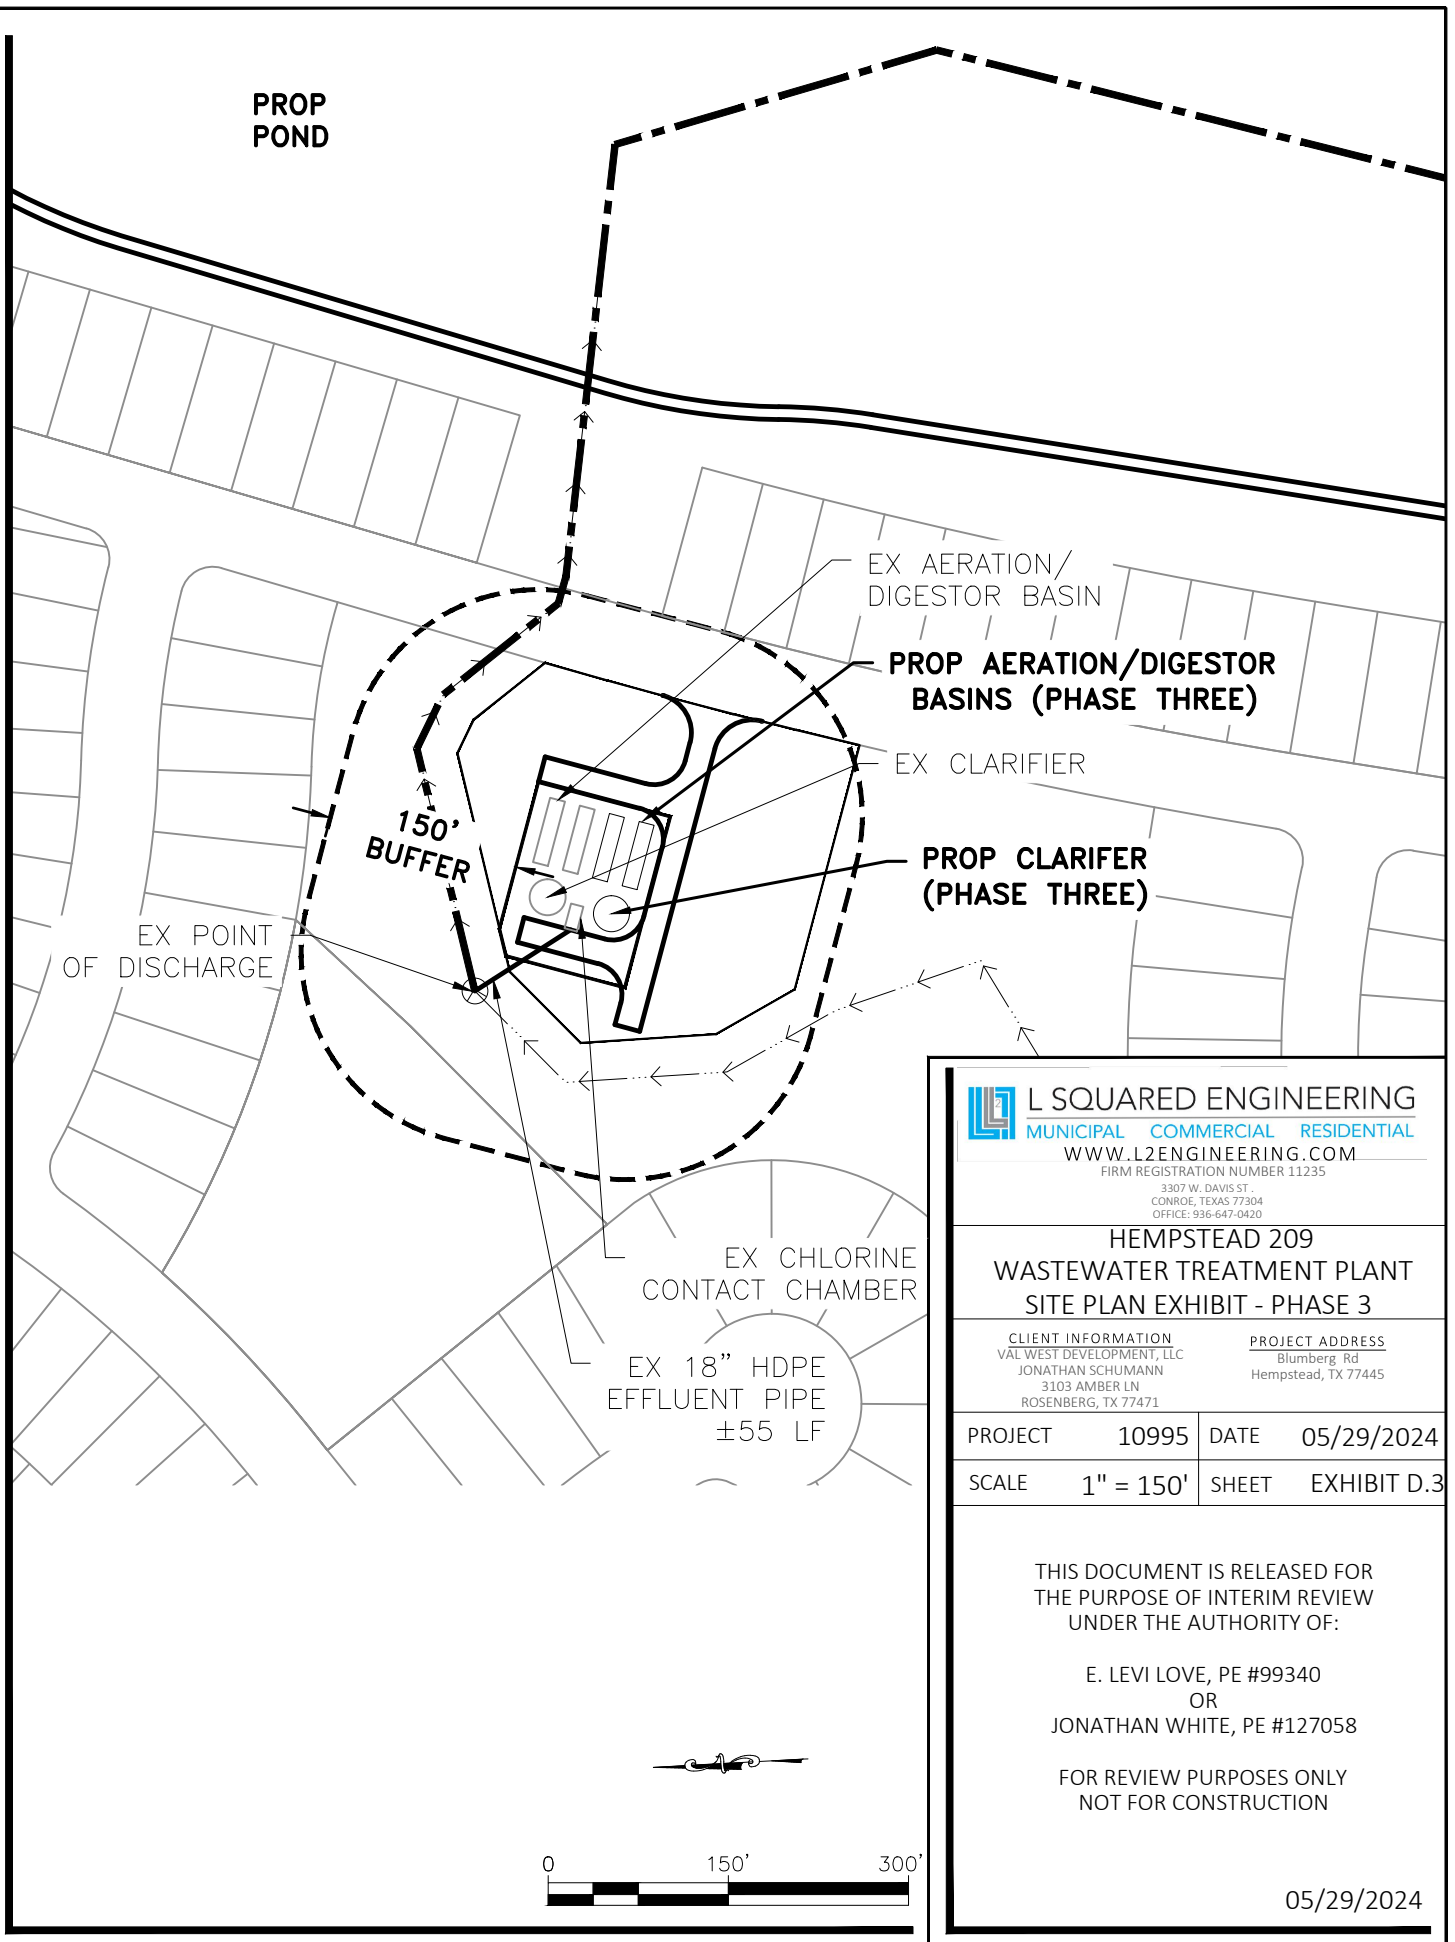 PROP
POND
EX AERATION/
DIGESTOR BASIN
PROP AERATION/DIGESTOR
BASINS (PHASE THREE)
EX CLARIFIER
150'
BUFFER
PROP CLARIFER
(PHASE THREE)
EX POINT
OF DISCHARGE
EX CHLORINE
CONTACT CHAMBER
EX 18" HDPE
EFFLUENT PIPE
±55 LF
0 150' 300'
L SQUARED ENGINEERING
MUNICIPAL COMMERCIAL RESIDENTIAL
WWW.L2ENGINEERING.COM
FIRM REGISTRATION NUMBER 11235
3307 W. DAVIS ST.
CONROE, TEXAS 77304
OFFICE: 936-647-0420
HEMPSTEAD 209
WASTEWATER TREATMENT PLANT
SITE PLAN EXHIBIT - PHASE 3
CLIENT INFORMATION
VAL WEST DEVELOPMENT, LLC
JONATHAN SCHUMANN
3103 AMBER LN
ROSENBERG, TX 77471
PROJECT ADDRESS
Blumberg Rd
Hempstead, TX 77445
PROJECT 10995 DATE 05/29/2024
SCALE 1" = 150' SHEET EXHIBIT D.3
THIS DOCUMENT IS RELEASED FOR
THE PURPOSE OF INTERIM REVIEW
UNDER THE AUTHORITY OF:
E. LEVI LOVE, PE #99340
OR
JONATHAN WHITE, PE #127058
FOR REVIEW PURPOSES ONLY
NOT FOR CONSTRUCTION
05/29/2024